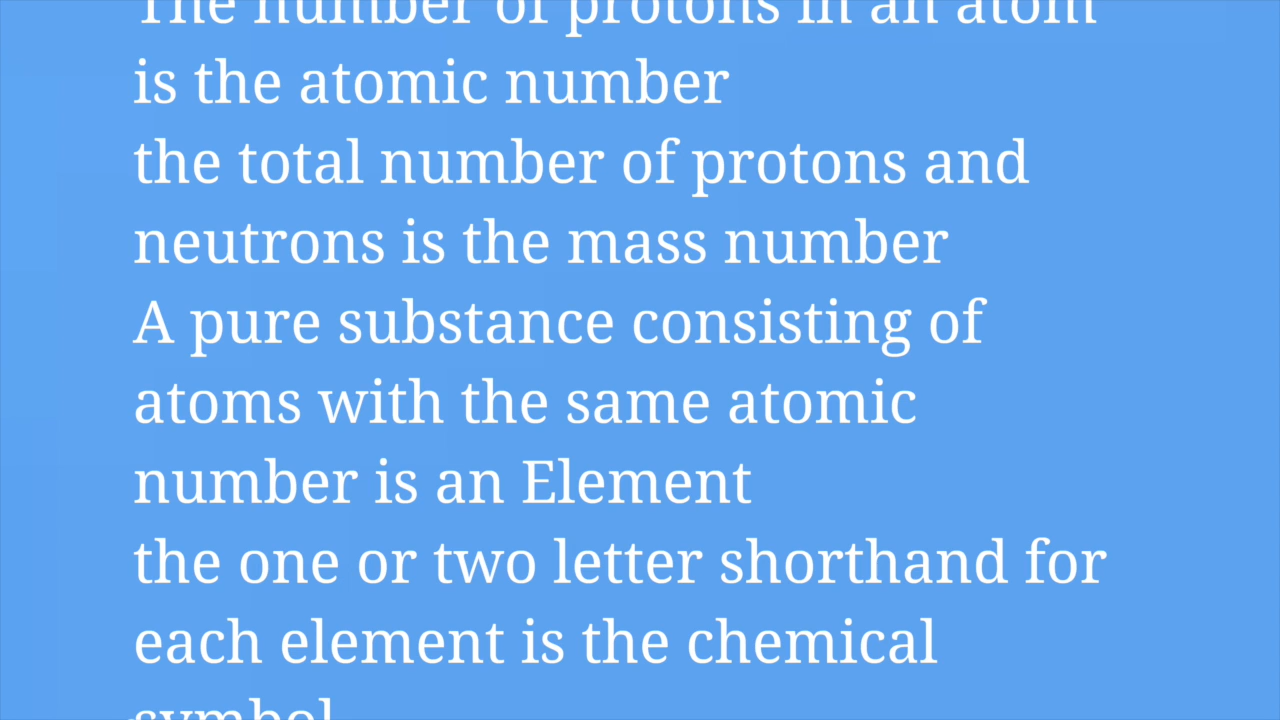 The number of protons in an atom
is the atomic number
the total number of protons and
neutrons is the mass number
A pure substance consisting of
atoms with the same atomic
number is an Element
the one or two letter shorthand for
each element is the chemical
symbol